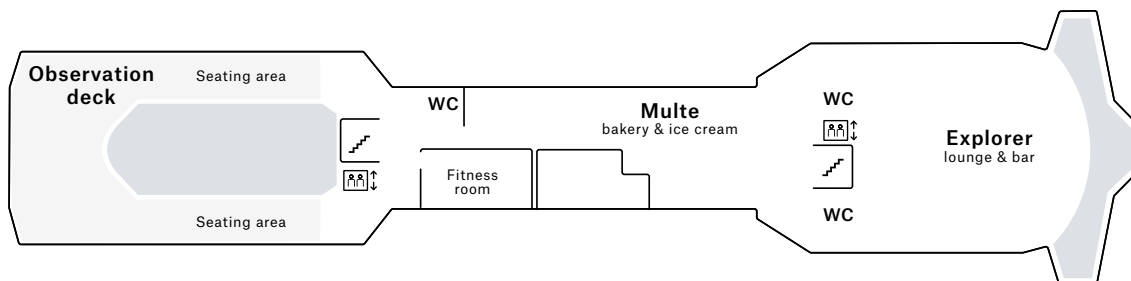 Observation
deck
Seating area
Seating area
WC
Fitness
room
Multe
bakery & ice cream
WC
WC
Explorer
lounge & bar